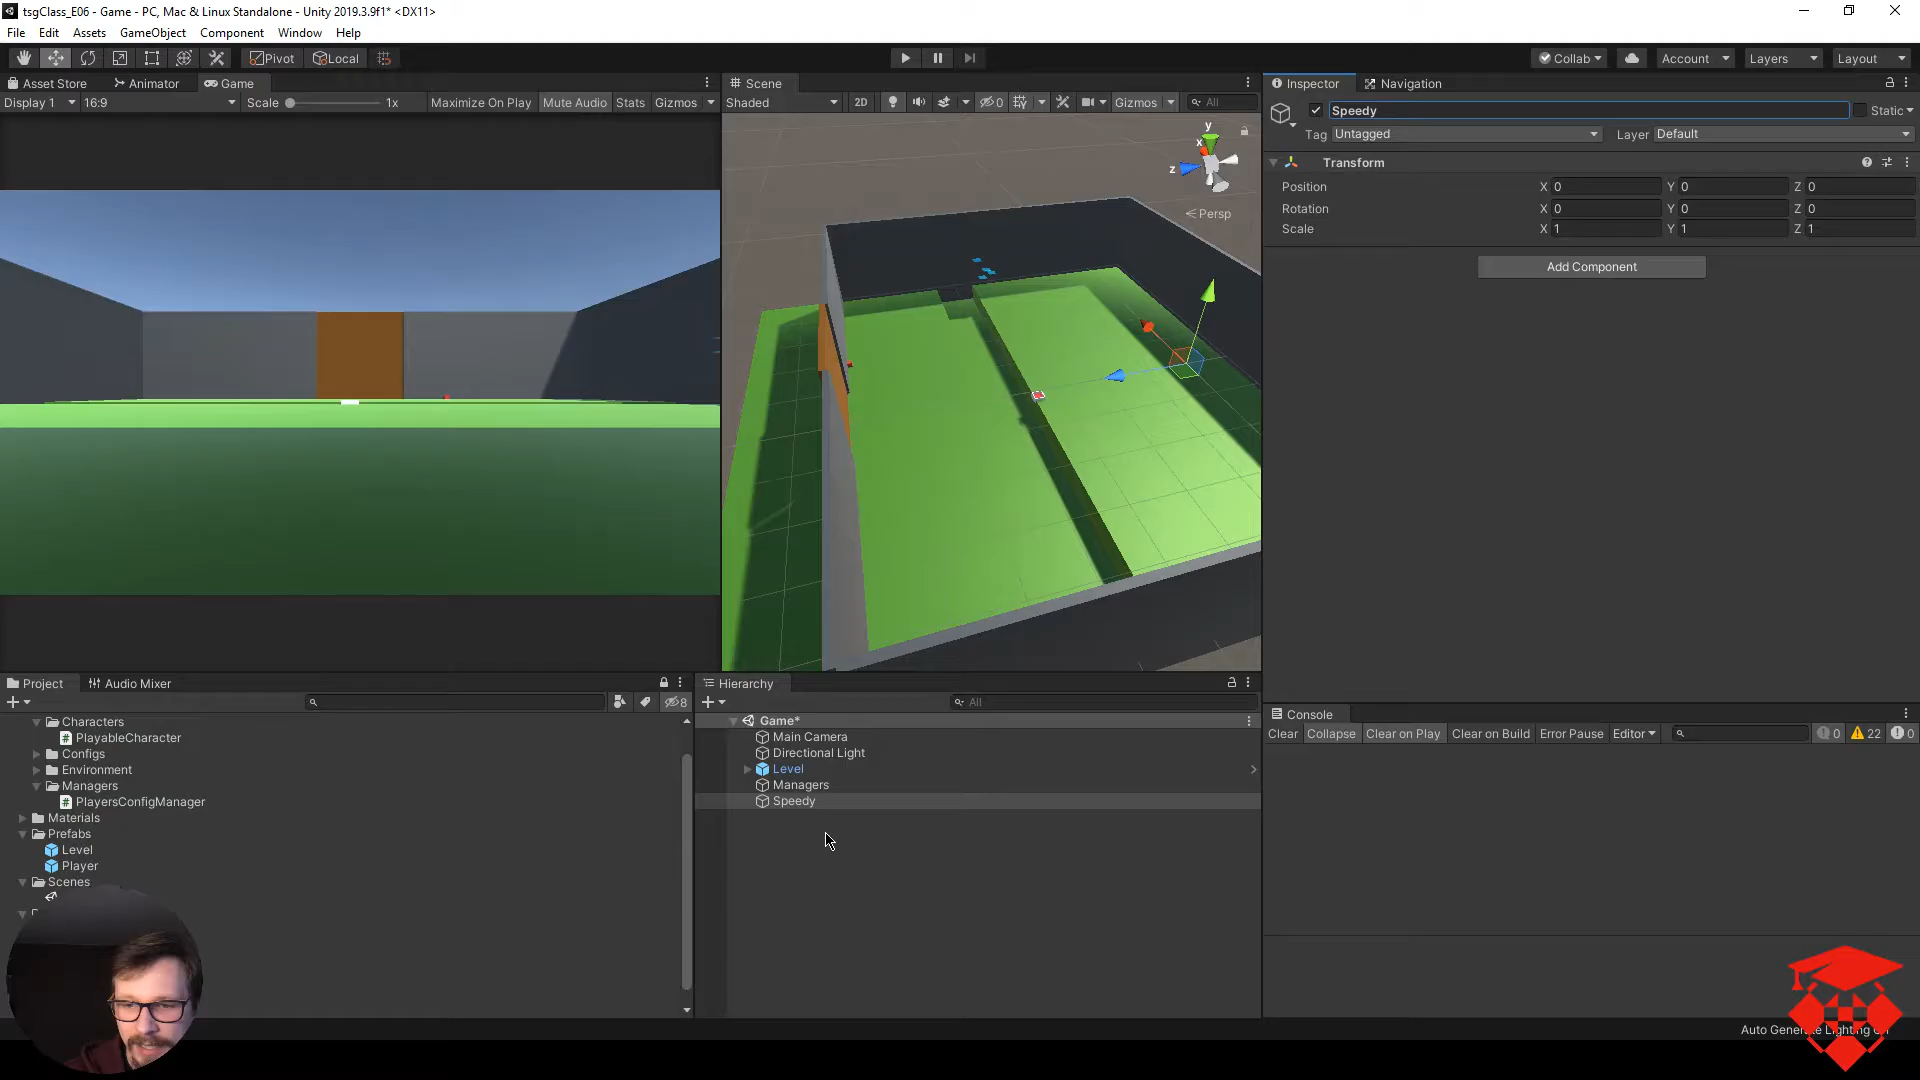 tsgClass_E06 - Game - PC, Mac & Linux Standalone - Unity 2019.3.9f1* <DX11>
File Edit Assets GameObject Component Window Help
Pivot Local Collab Account Layers Layout
Asset Store Animator Game
Display 1 16:9 Scale 1x Maximize On Play Mute Audio Stats Gizmos
Scene
Shaded 2D 0 Gizmos All
y
x
z
Persp
Inspector Navigation
Speedy Static
Tag Untagged Layer Default
Transform
Position X 0 Y 0 Z 0
Rotation X 0 Y 0 Z 0
Scale X 1 Y 1 Z 1
Add Component
Project Audio Mixer
8
Characters
PlayableCharacter
Configs
Environment
Managers
PlayersConfigManager
Materials
Prefabs
Level
Player
Scenes
Hierarchy
All
Game*
Main Camera
Directional Light
Level
Managers
Speedy
Console
Clear Collapse Clear on Play Clear on Build Error Pause Editor 0 22 0
Auto Generate Lighting